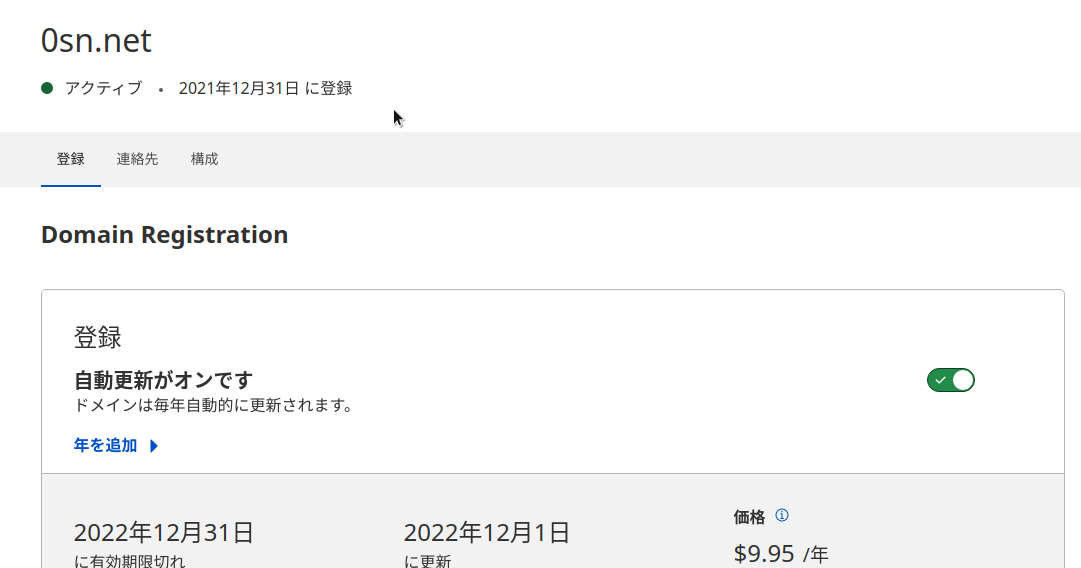 0sn.net
アクティブ • 2021年12月31日 に登録
登録 連絡先 構成
Domain Registration
登録
自動更新がオンです
ドメインは毎年自動的に更新されます。
年を追加
2022年12月31日
に有効期限切れ
2022年12月1日
に更新
価格
$9.95 /年